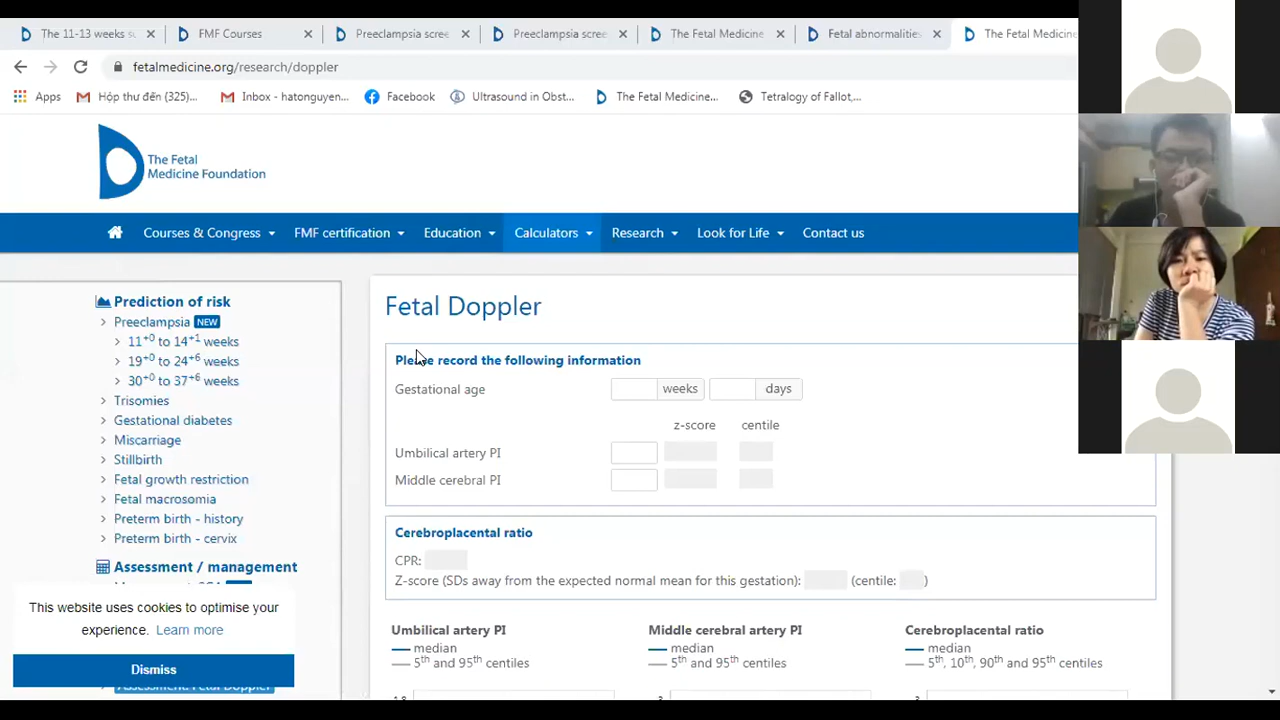 The 11-13 weeks su
FMF Courses
Preeclampsia scree
Preeclampsia scree
The Fetal Medicine
Fetal abnormalities
The Fetal Medicine
fetalmedicine.org/research/doppler
Apps
Hộp thư đến (325)...
Inbox - hatonguyen...
Facebook
Ultrasound in Obst...
The Fetal Medicine...
Tetralogy of Fallot,...
The Fetal
Medicine Foundation
Courses & Congress
FMF certification
Education
Calculators
Research
Look for Life
Contact us
Prediction of risk
Preeclampsia NEW
11+0 to 14+1 weeks
19+0 to 24+6 weeks
30+0 to 37+6 weeks
Trisomies
Gestational diabetes
Miscarriage
Stillbirth
Fetal growth restriction
Fetal macrosomia
Preterm birth - history
Preterm birth - cervix
Assessment / management
This website uses cookies to optimise your
experience. Learn more
Dismiss
Assessment: Fetal Doppler
Fetal Doppler
Please record the following information
Gestational age weeks days
z-score centile
Umbilical artery PI
Middle cerebral PI
Cerebroplacental ratio
CPR:
Z-score (SDs away from the expected normal mean for this gestation): (centile: )
Umbilical artery PI
median
5th and 95th centiles
Middle cerebral artery PI
median
5th and 95th centiles
Cerebroplacental ratio
median
5th, 10th, 90th and 95th centiles